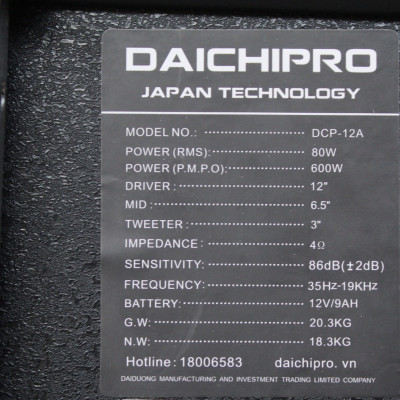 DAICHIPRO
JAPAN TECHNOLOGY
MODEL NO.: DCP-12A
POWER (RMS): 80W
POWER (P.M.P.O): 600W
DRIVER : 12"
MID : 6.5"
TWEETER : 3"
IMPEDANCE : 4Ω
SENSITIVITY: 86dB(±2dB)
FREQUENCY: 35Hz-19KHz
BATTERY: 12V/9AH
G.W: 20.3KG
N.W: 18.3KG
Hotline: 18006583 daichipro. vn
DAIDUONG MANUFACTURING AND INVESTMENT TRADING LIMITED COMPANY